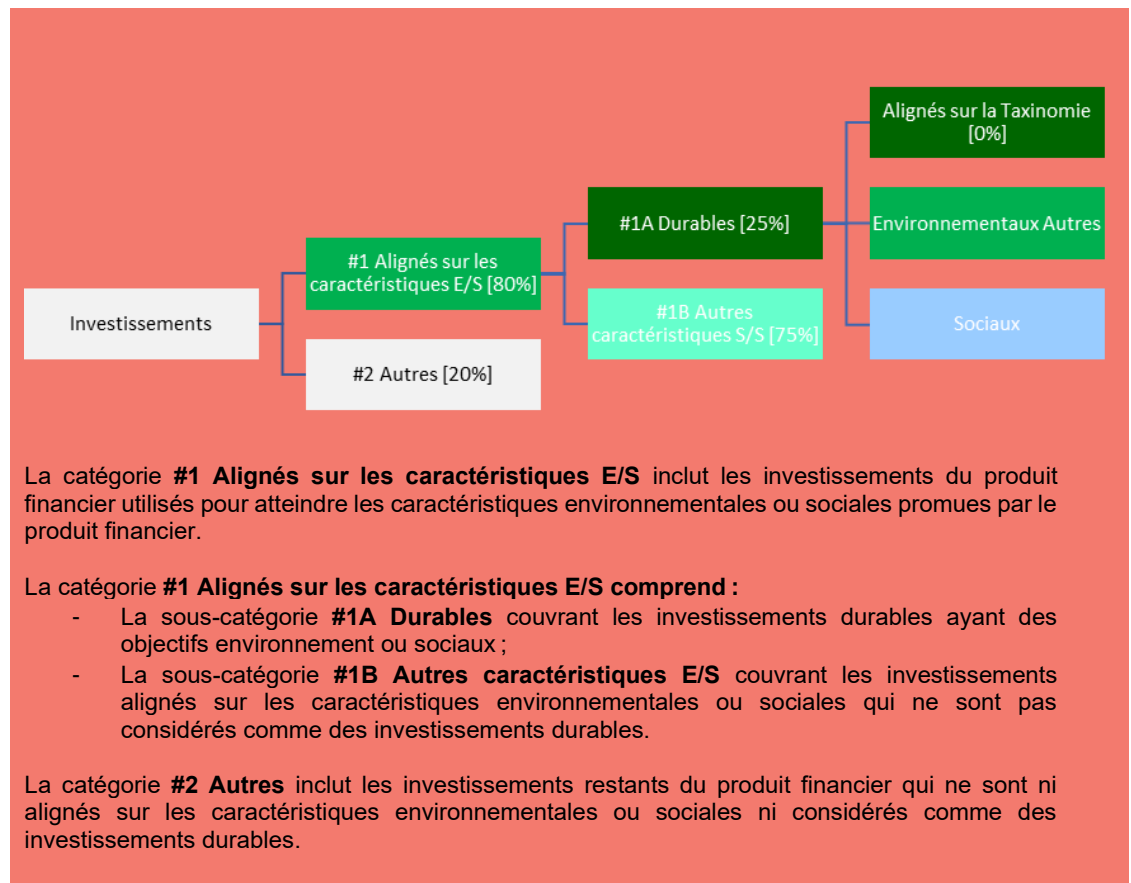 Alignés sur la Taxinomie
[0%]
#1A Durables [25%]
Environnementaux Autres
#1 Alignés sur les
caractéristiques E/S [80%]
Investissements
#1B Autres
caractéristiques S/S [75%]
Sociaux
#2 Autres [20%]
La catégorie #1 Alignés sur les caractéristiques E/S inclut les investissements du produit
financier utilisés pour atteindre les caractéristiques environnementales ou sociales promues par le
produit financier.
La catégorie #1 Alignés sur les caractéristiques E/S comprend :
- La sous-catégorie #1A Durables couvrant les investissements durables ayant des
objectifs environnement ou sociaux ;
- La sous-catégorie #1B Autres caractéristiques E/S couvrant les investissements
alignés sur les caractéristiques environnementales ou sociales qui ne sont pas
considérés comme des investissements durables.
La catégorie #2 Autres inclut les investissements restants du produit financier qui ne sont ni
alignés sur les caractéristiques environnementales ou sociales ni considérés comme des
investissements durables.